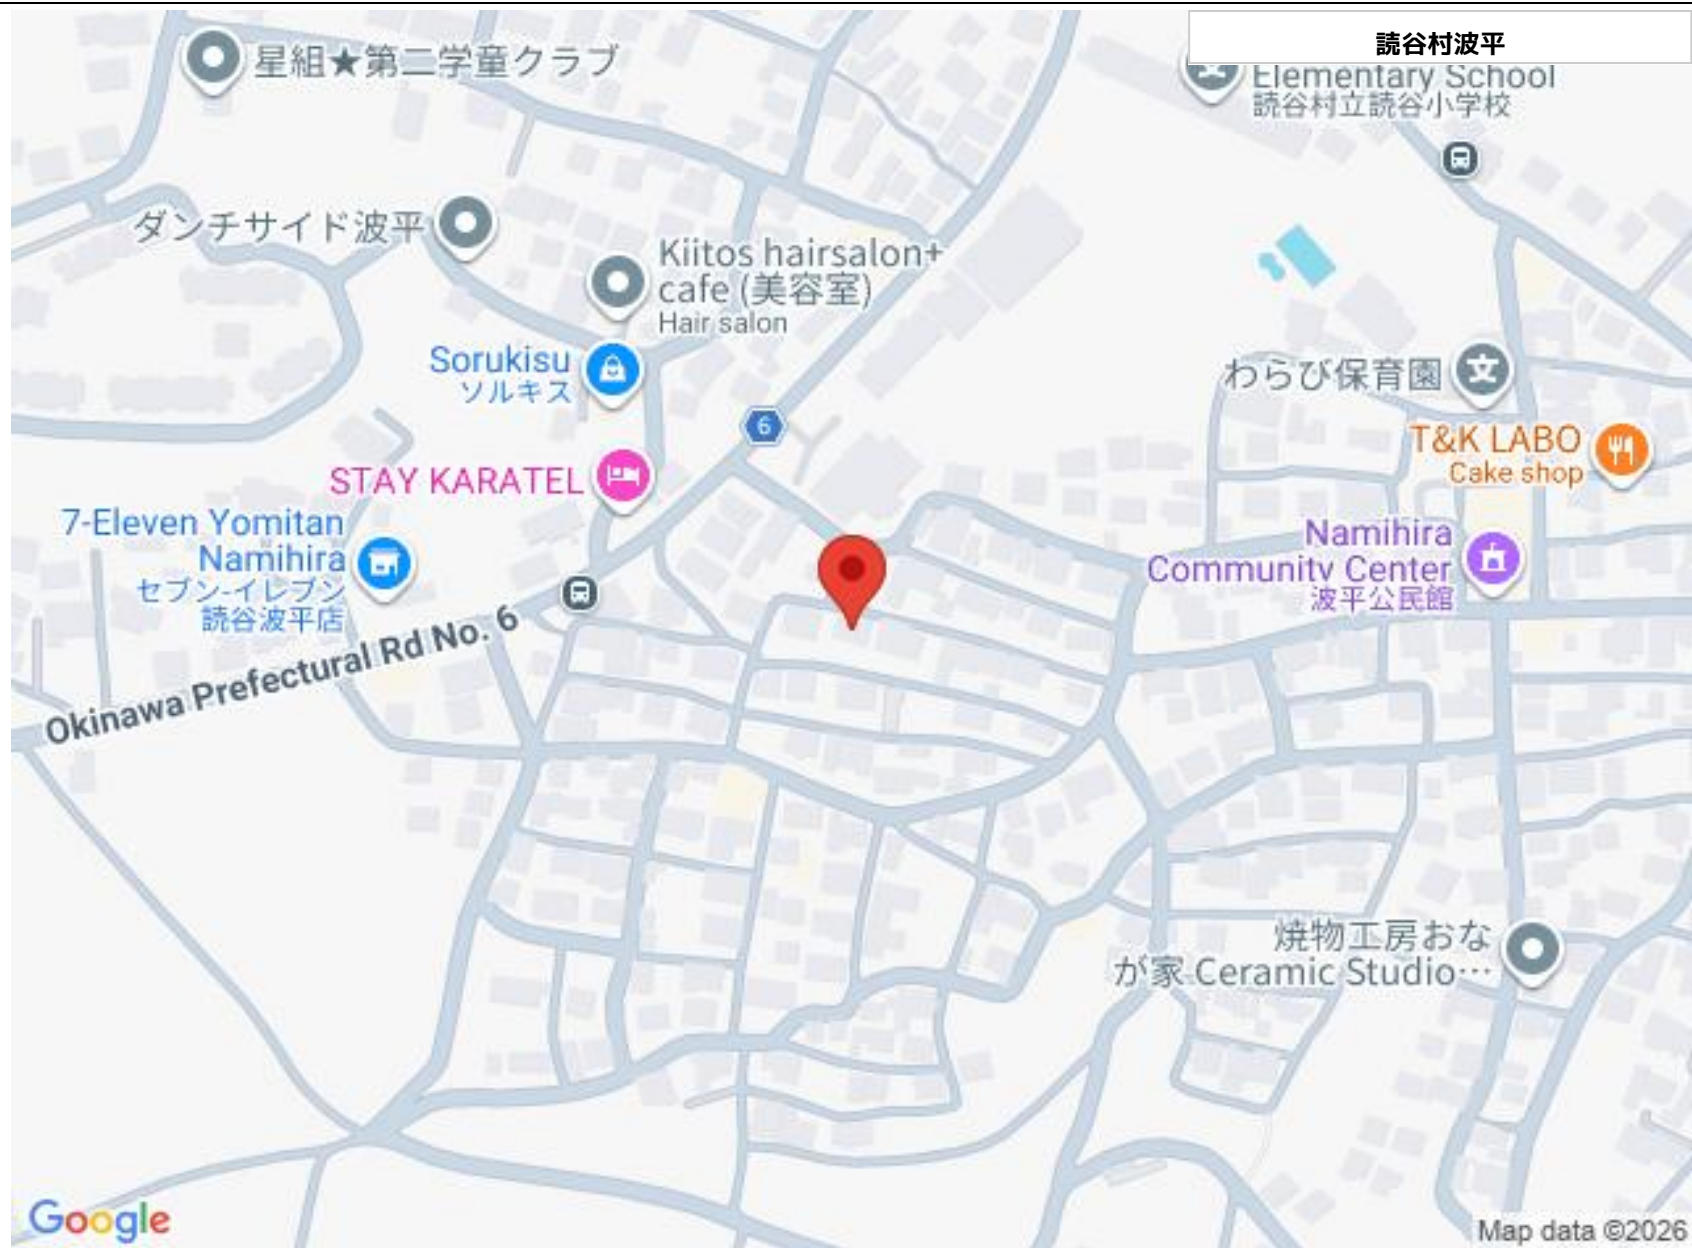 読谷村波平
星組★第二学童クラブ
Elementary School
読谷村立読谷小学校
ダンチサイド波平
Kiitos hairsalon+
cafe (美容室)
Hair salon
Sorukisu
ソルキス
わらび保育園
6
T&K LABO
Cake shop
STAY KARATEL
7-Eleven Yomitan
Namihira
セブン-イレブン
読谷波平店
Namihira
Community Center
波平公民館
Okinawa Prefectural Rd No. 6
焼物工房おな
が家 Ceramic Studio…
Google
Map data ©2026